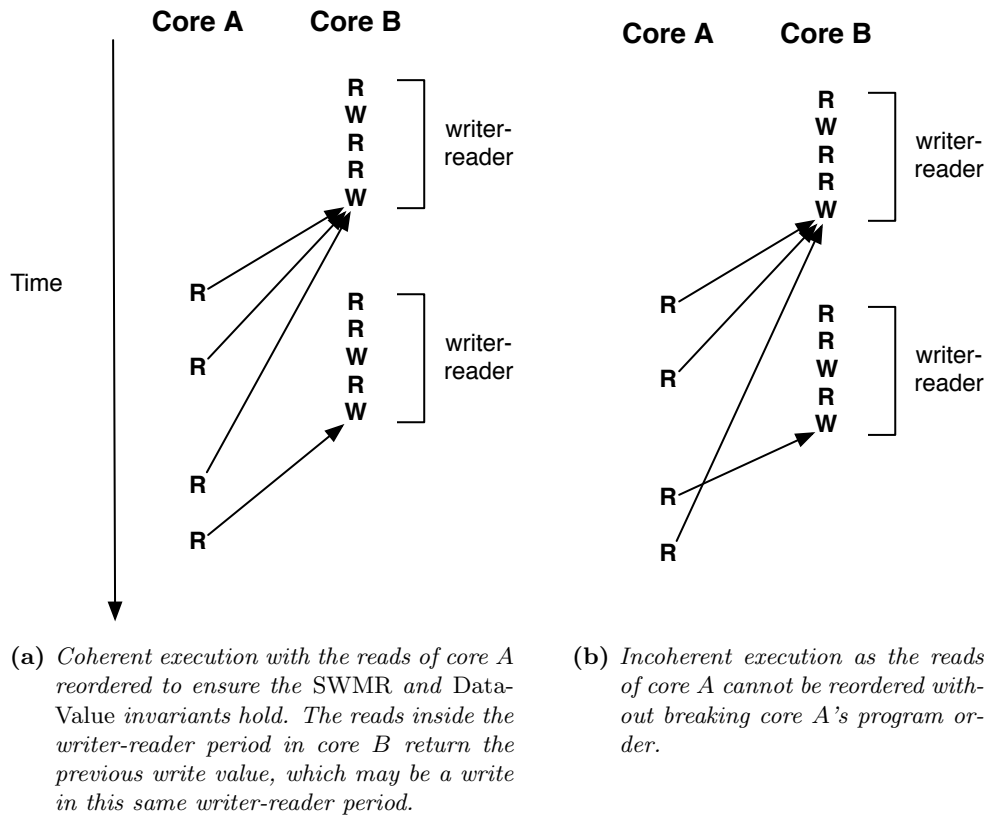 Core A Core B
R
W
R
R
W
writer-
reader
Time
R
R
R
R
R
R
W
R
W
writer-
reader
(a) Coherent execution with the reads of core A
reordered to ensure the SWMR and Data-
Value invariants hold. The reads inside the
writer-reader period in core B return the
previous write value, which may be a write
in this same writer-reader period.
Core A Core B
R
W
R
R
W
writer-
reader
R
R
R
R
R
R
W
R
W
writer-
reader
(b) Incoherent execution as the reads
of core A cannot be reordered with-
out breaking core A's program or-
der.